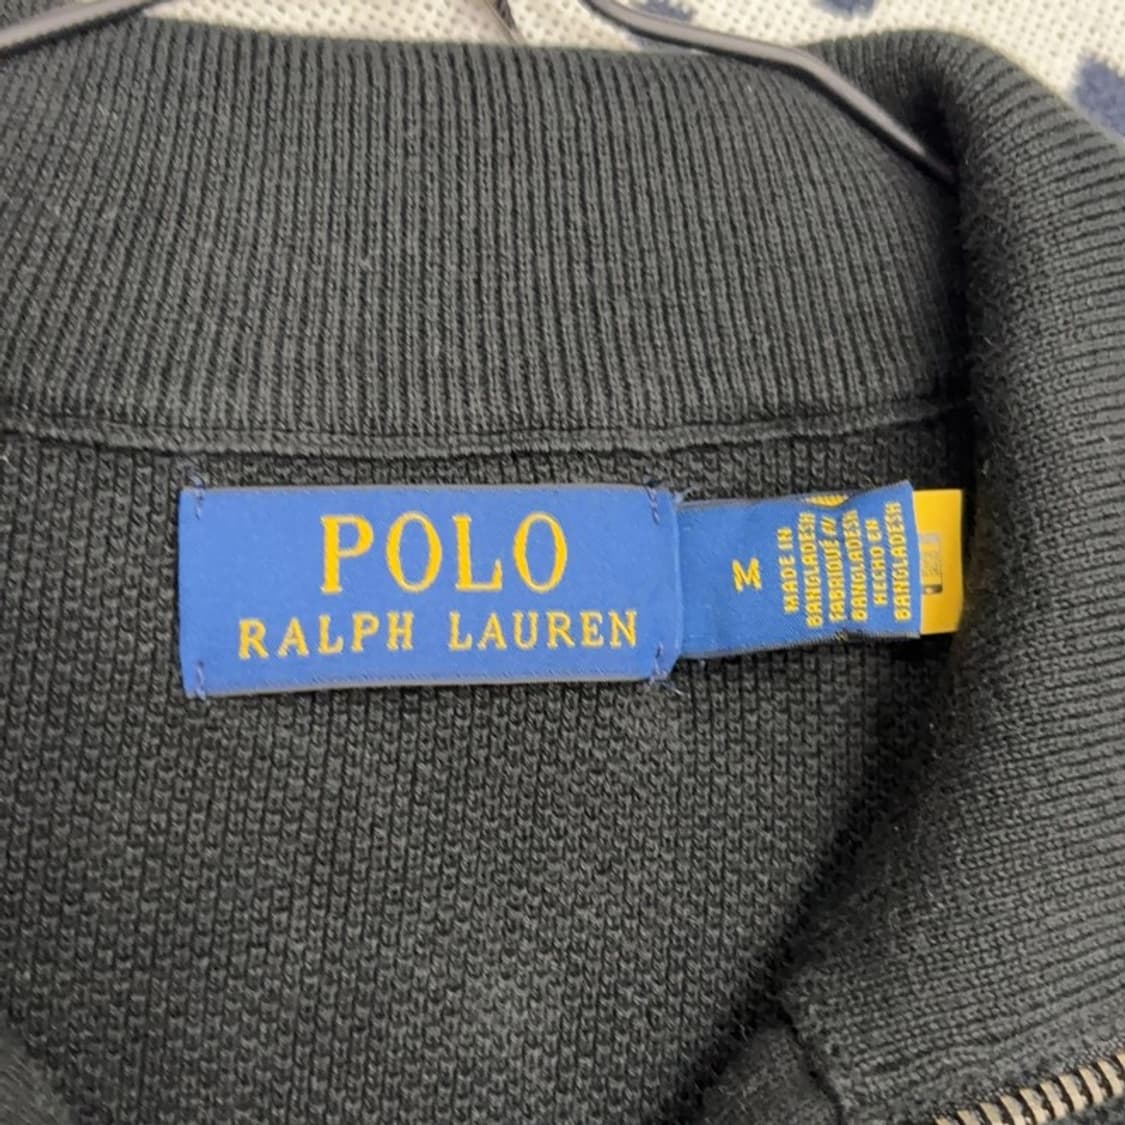 POLO
RALPH LAUREN
M
MADE IN
BANGLADESH
FABRIQUÉ AU
BANGLADESH
HECHO EN
BANGLADESH